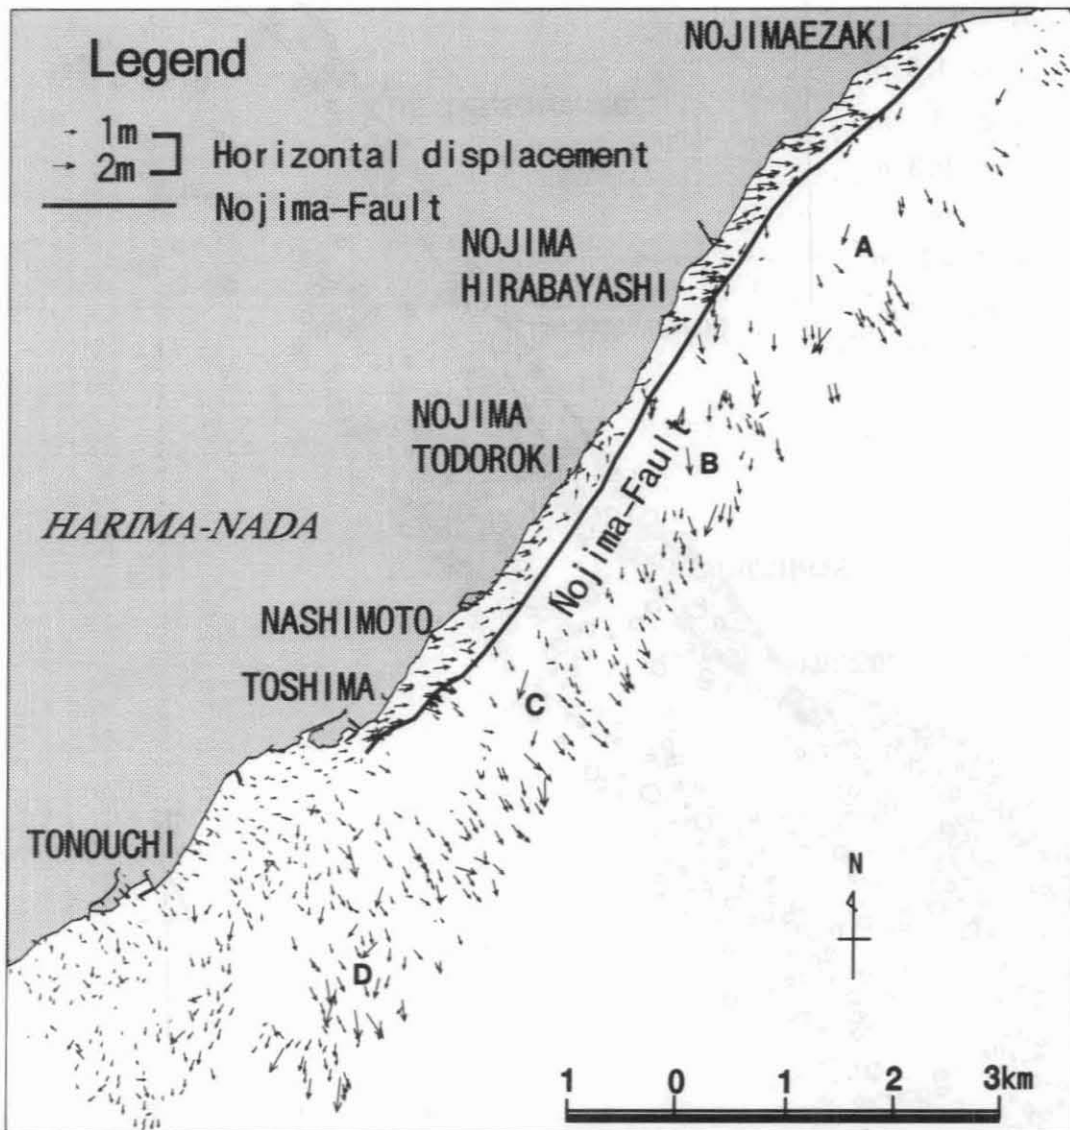 NOJIMAEZAKI
Legend
1m
2m
Horizontal displacement
Nojima-Fault
NOJIMA
HIRABAYASHI
A
NOJIMA
TODOROKI
B
Nojima-Fault
HARIMA-NADA
NASHIMOTO
TOSHIMA
C
TONOUCHI
N
D
1 0 1 2 3km